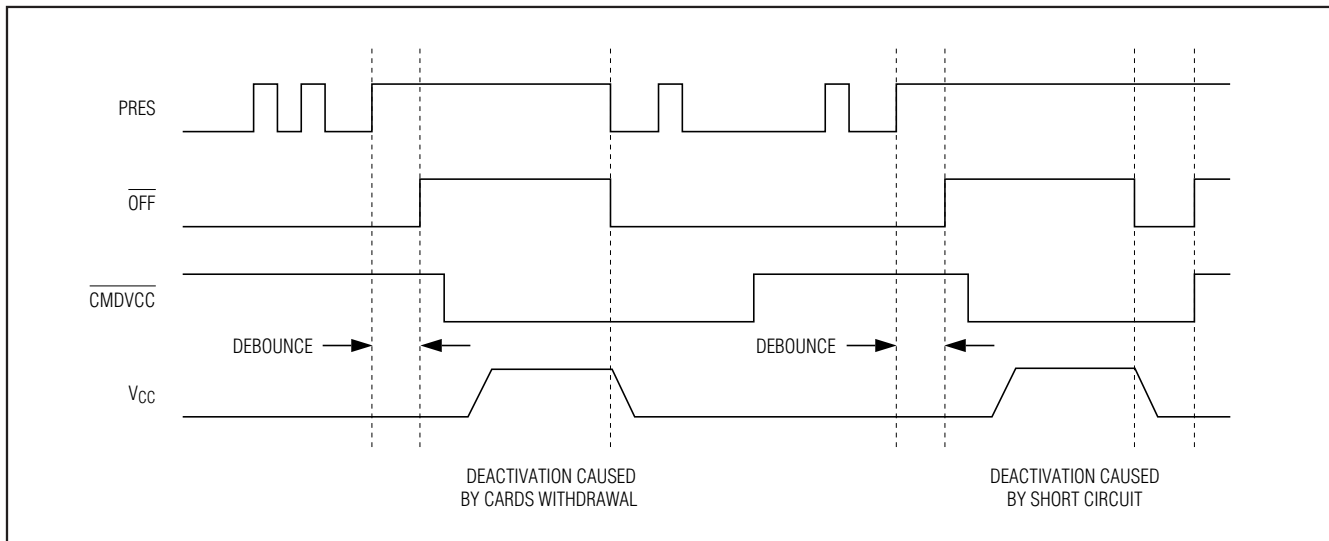 PRES
OFF
CMDVCC
DEBOUNCE
DEBOUNCE
VCC
DEACTIVATION CAUSED
BY CARDS WITHDRAWAL
DEACTIVATION CAUSED
BY SHORT CIRCUIT